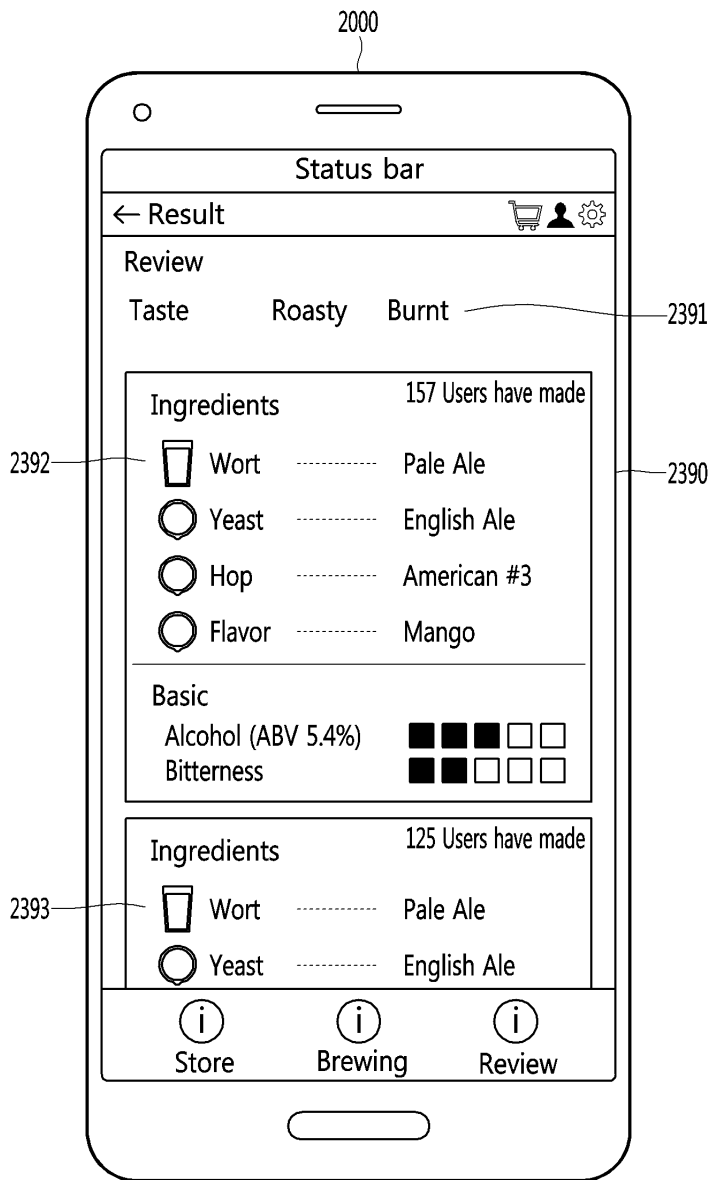 2000
Status bar
← Result
Review
Taste Roasty Burnt 2391
Ingredients 157 Users have made
2392 Wort ---------- Pale Ale 2390
Yeast ---------- English Ale
Hop ---------- American #3
Flavor ---------- Mango
Basic
Alcohol (ABV 5.4%)
Bitterness
Ingredients 125 Users have made
2393 Wort ---------- Pale Ale
Yeast ---------- English Ale
i i i
Store Brewing Review